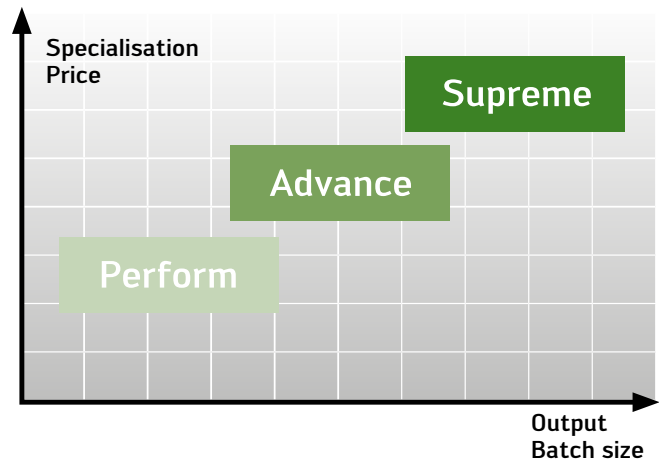 Specialisation
Price
Supreme
Advance
Perform
Output
Batch size